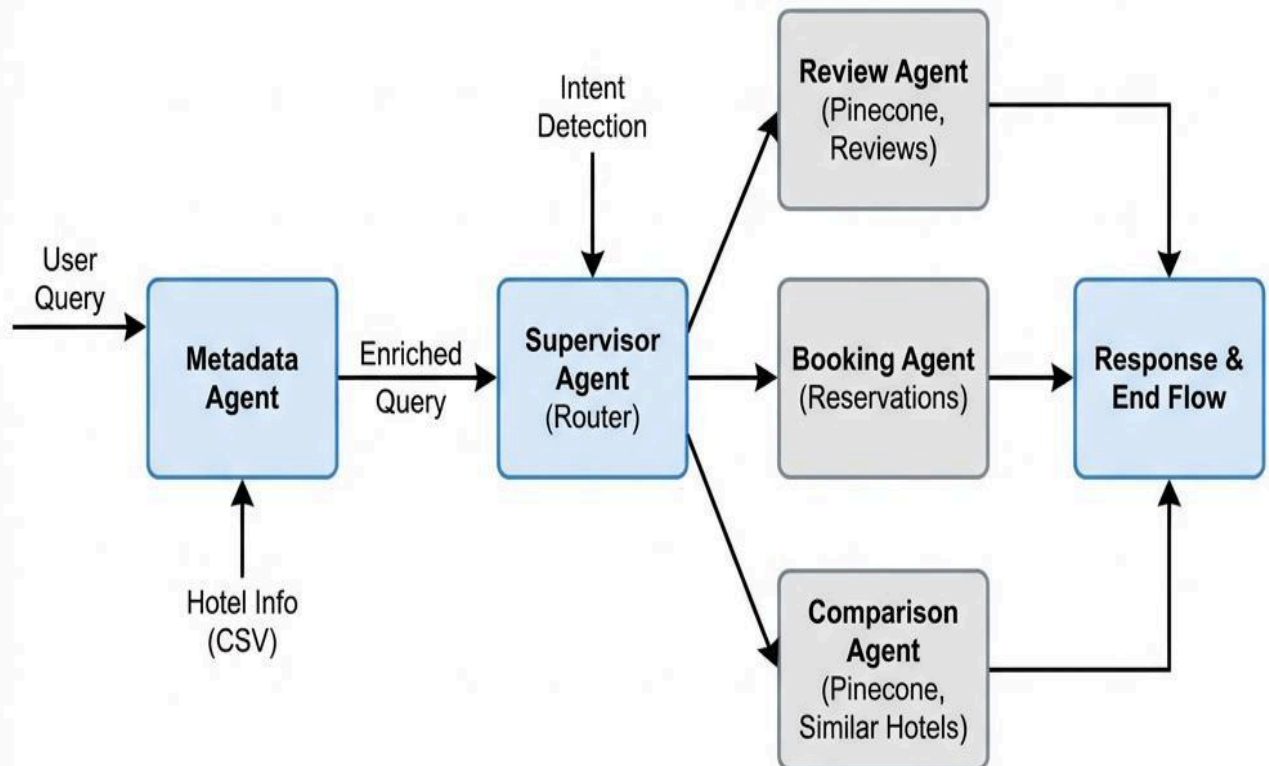 User
Query
Metadata
Agent
Hotel Info
(CSV)
Enriched
Query
Intent
Detection
Supervisor
Agent
(Router)
Review Agent
(Pinecone,
Reviews)
Booking Agent
(Reservations)
Comparison
Agent
(Pinecone,
Similar Hotels)
Response &
End Flow